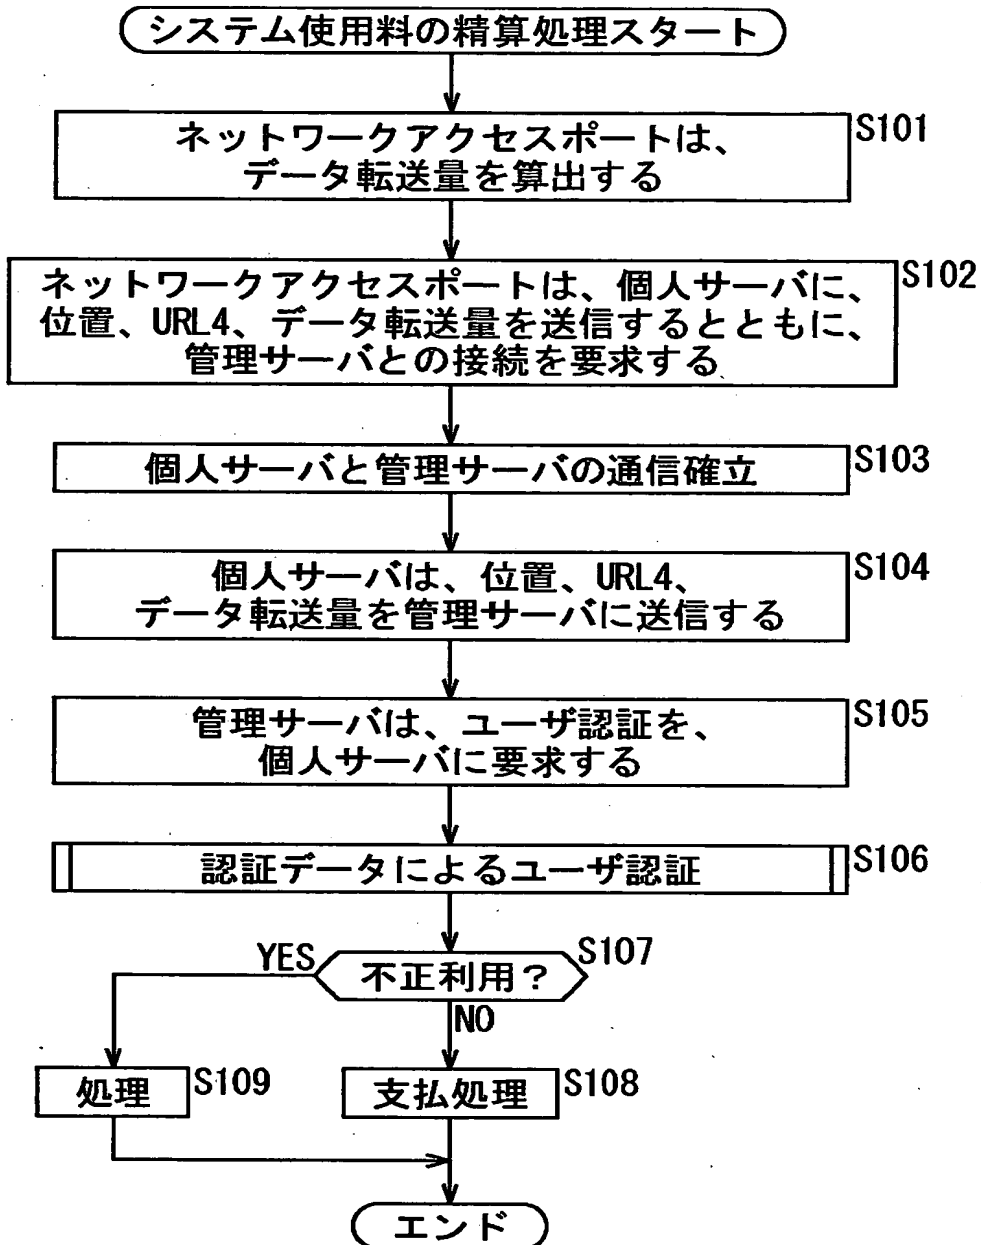 システム使用料の精算処理スタート
ネットワークアクセスポートは、
データ転送量を算出する
S101
ネットワークアクセスポートは、個人サーバに、
位置、URL4、データ転送量を送信するとともに、
管理サーバとの接続を要求する
S102
個人サーバと管理サーバの通信確立
S103
個人サーバは、位置、URL4、
データ転送量を管理サーバに送信する
S104
管理サーバは、ユーザ認証を、
個人サーバに要求する
S105
認証データによるユーザ認証
S106
不正利用?
S107
YES
NO
処理
S109
支払処理
S108
エンド